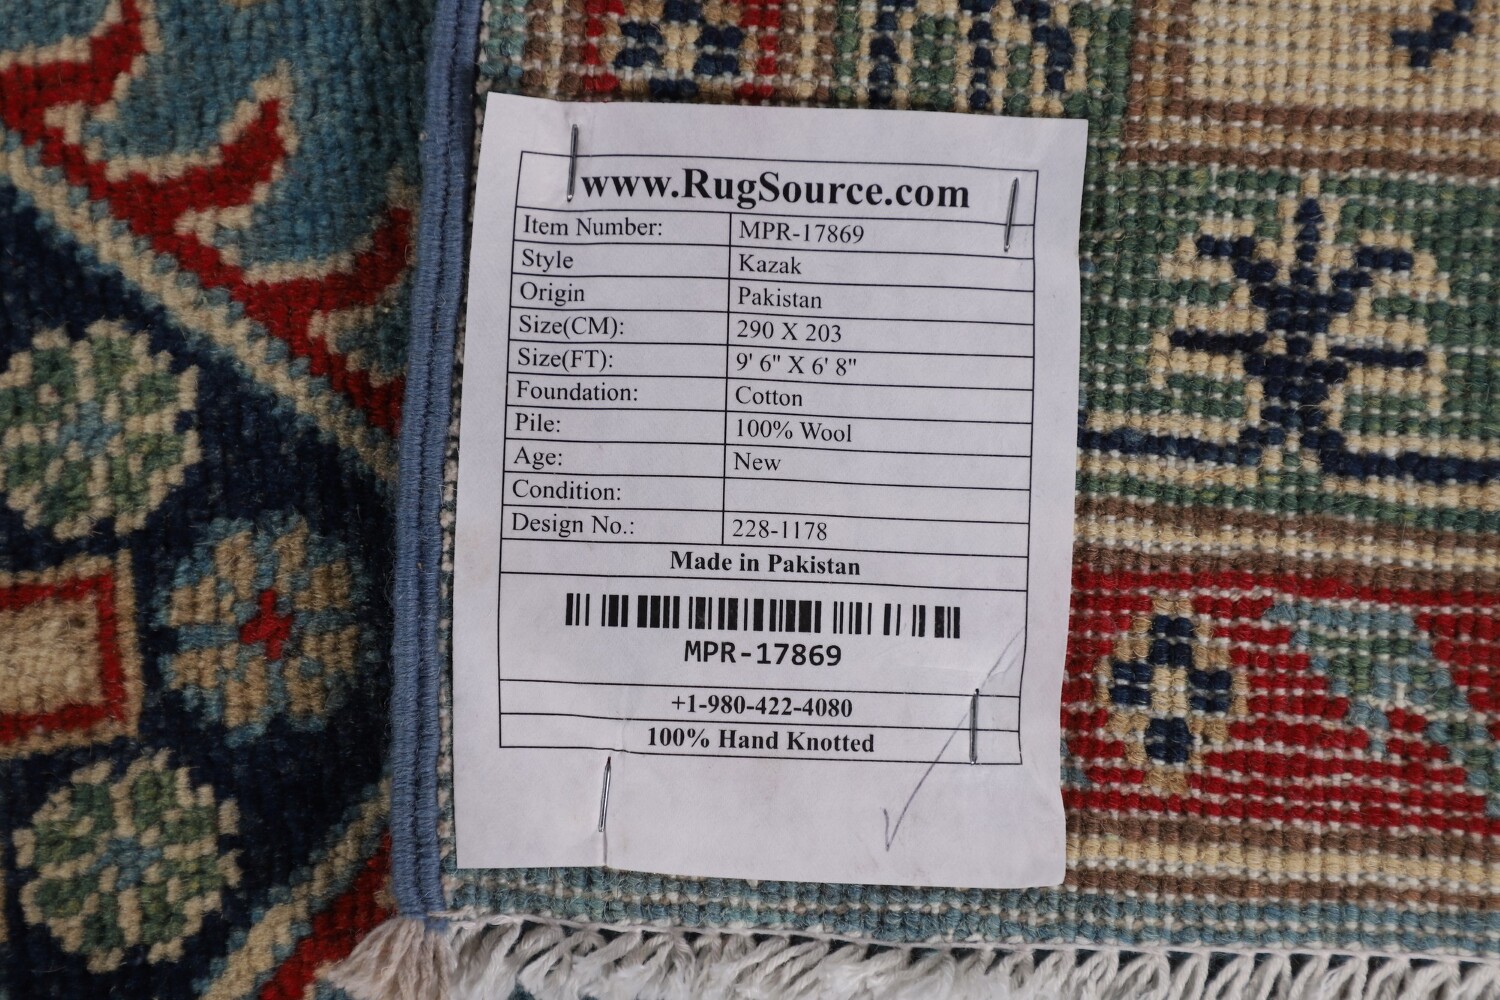 www.RugSource.com
Item Number: MPR-17869
Style Kazak
Origin Pakistan
Size(CM): 290 X 203
Size(FT): 9' 6" X 6' 8"
Foundation: Cotton
Pile: 100% Wool
Age: New
Condition:
Design No.: 228-1178
Made in Pakistan
MPR-17869
+1-980-422-4080
100% Hand Knotted